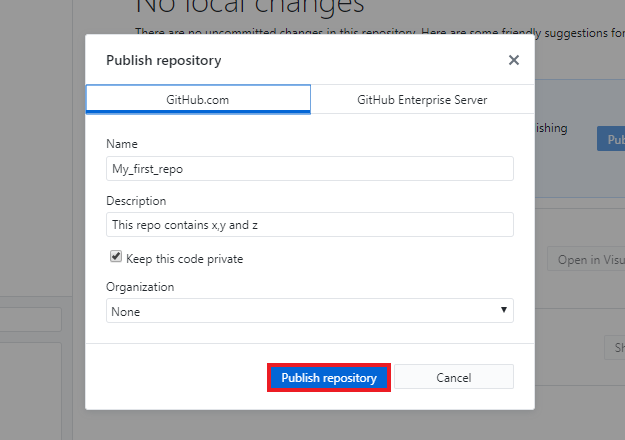 No local changes
There are no uncommitted changes in this repository. Here are some friendly suggestions for
Publish repository
GitHub.com
GitHub Enterprise Server
Name
My_first_repo
Description
This repo contains x,y and z
Keep this code private
Organization
None
Publish repository
Cancel
ishing
Pub
Open in Visu
Sh